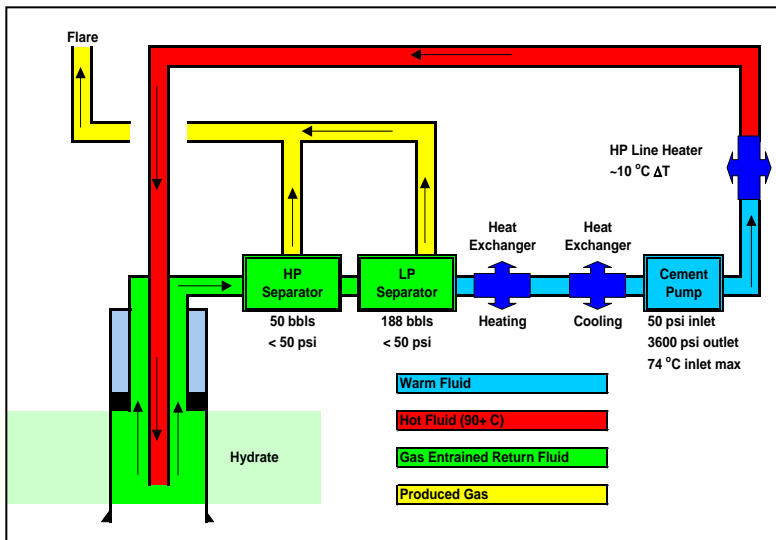 Flare
HP Line Heater
~10 °C ΔT
Heat
Exchanger
Heat
Exchanger
HP
Separator
LP
Separator
Cement
Pump
50 bbls
< 50 psi
188 bbls
< 50 psi
Heating
Cooling
50 psi inlet
3600 psi outlet
74 °C inlet max
Warm Fluid
Hot Fluid (90+ C)
Gas Entrained Return Fluid
Produced Gas
Hydrate